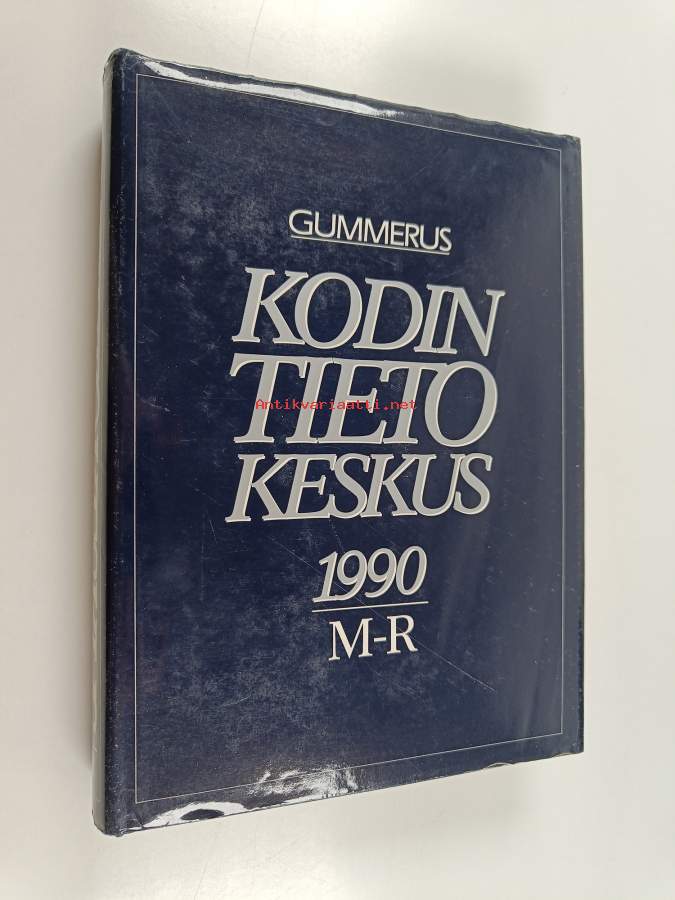 GUMMERUS
KODIN
TIETO
Antikvariaatti.net
KESKUS
1990
M-R